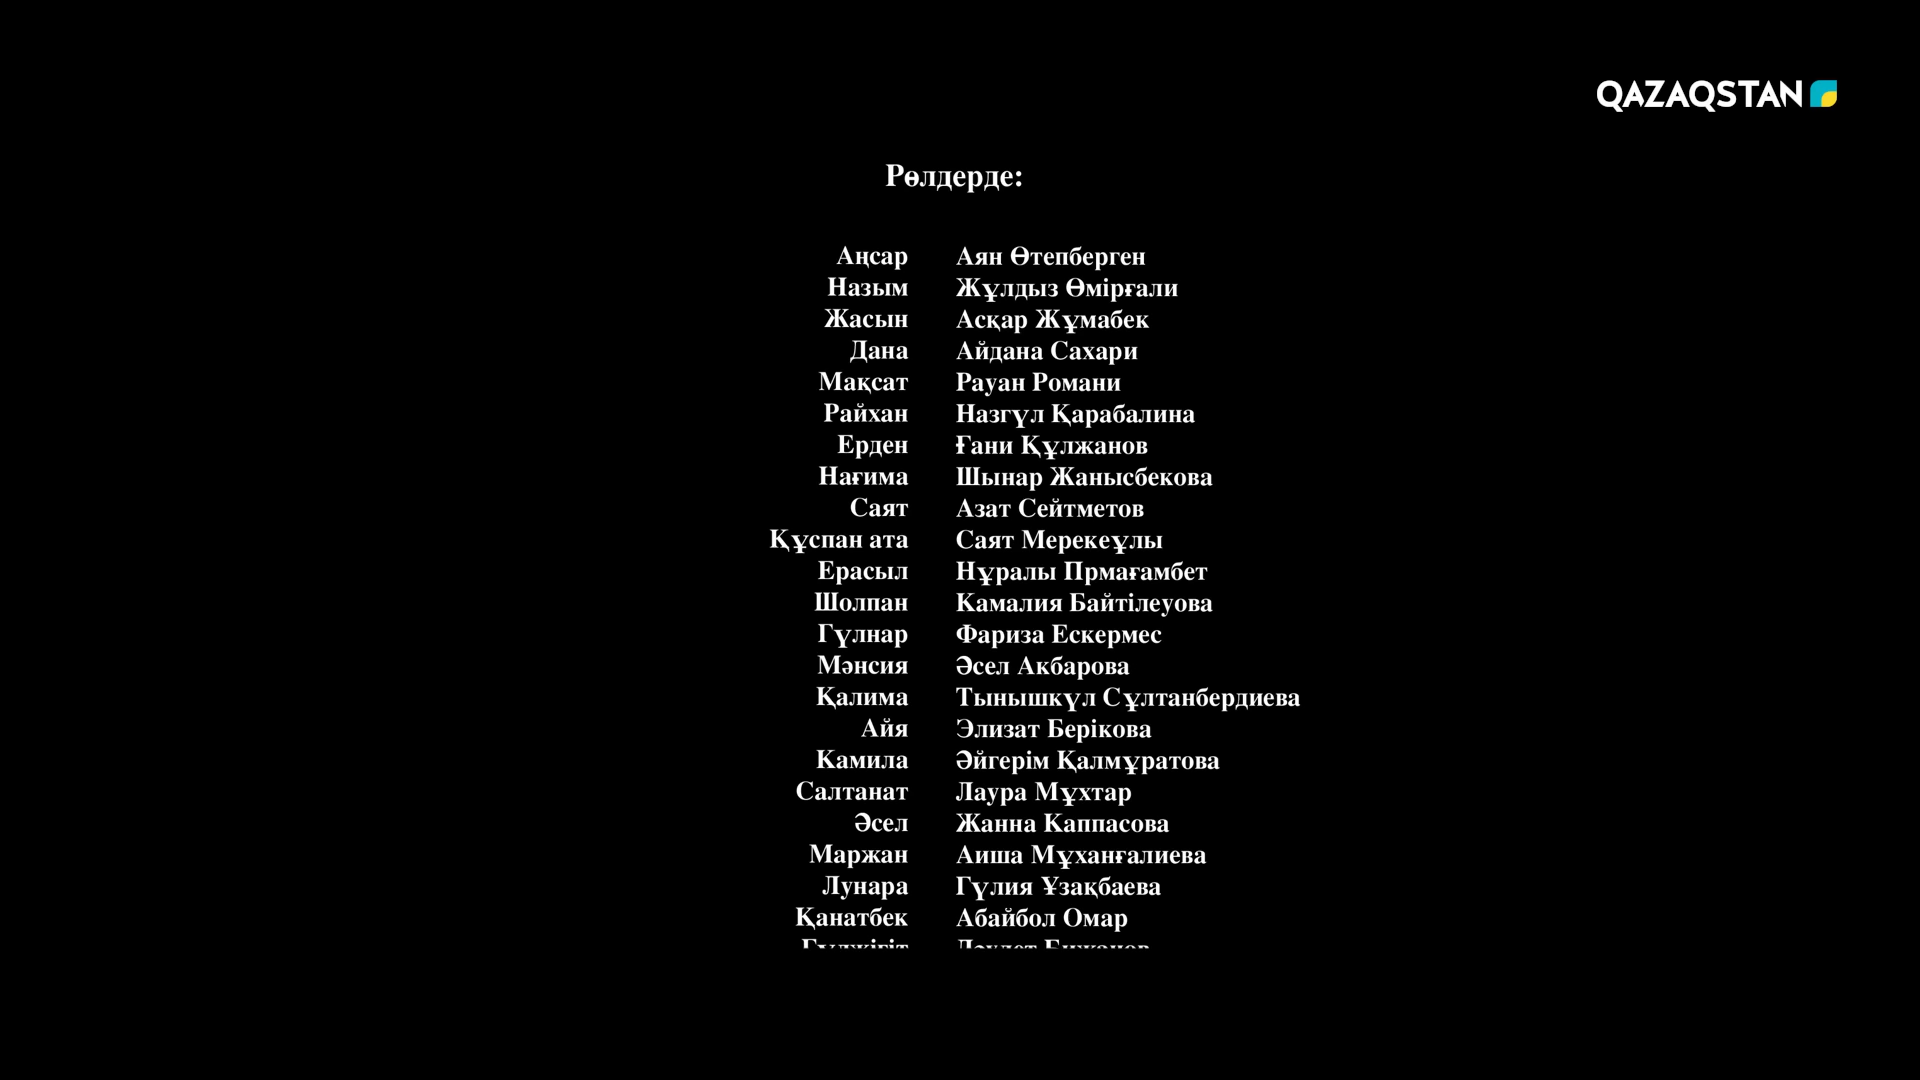 QAZAQSTAN
Рөлдерде:
Аңсар Аян Өтепберген
Назым Жұлдыз Өмірғали
Жасын Асқар Жұмабек
Дана Айдана Сахари
Мақсат Рауан Романи
Райхан Назгүл Қарабалина
Ерден Ғани Құлжанов
Нағима Шынар Жанысбекова
Саят Азат Сейтметов
Құспан ата Саят Мерекеұлы
Ерасыл Нұралы Прмағамбет
Шолпан Камалия Байтілеуова
Гүлнар Фариза Ескермес
Мәнсия Әсел Акбарова
Қалима Тынышкүл Сұлтанбердиева
Айя Элизат Берікова
Камила Әйгерім Қалмұратова
Салтанат Лаура Мұхтар
Әсел Жанна Каппасова
Маржан Аиша Мұханғалиева
Лунара Гүлия Ұзақбаева
Қанатбек Абайбол Омар